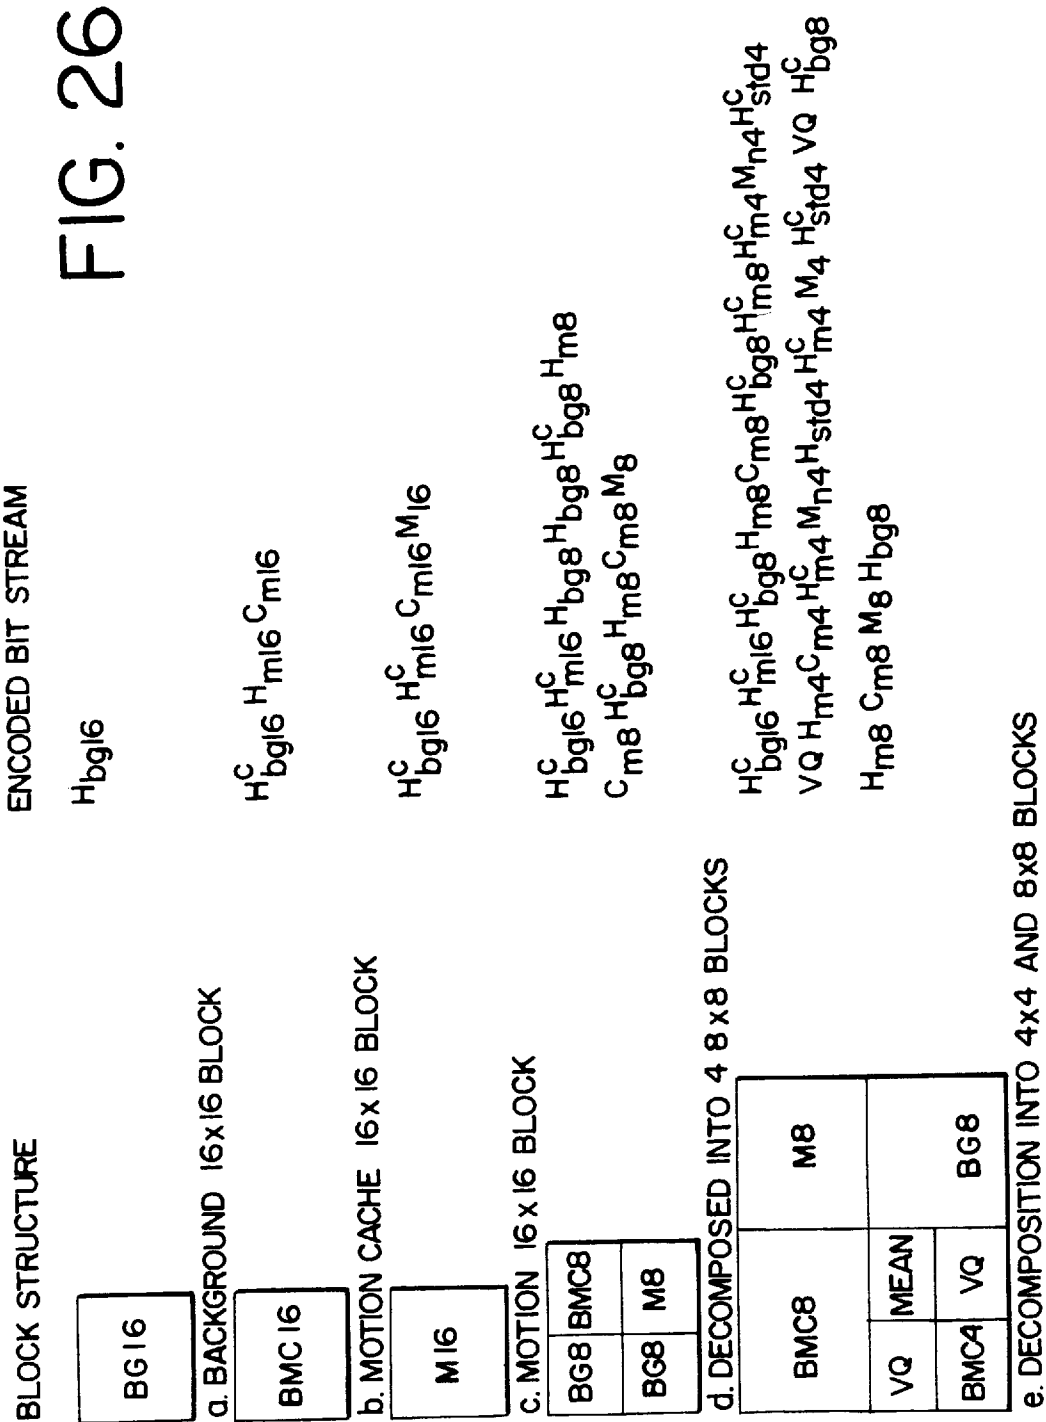 FIG. 26
BLOCK STRUCTURE
ENCODED BIT STREAM
BG16
H_bg16
a. BACKGROUND 16x16 BLOCK
BMC16
H^C_bg16 H_m16 C_m16
b. MOTION CACHE 16x16 BLOCK
M16
H^C_bg16 H^C_m16 C_m16 M_16
c. MOTION 16x16 BLOCK
BG8 BMC8
BG8 M8
H^C_bg16 H^C_m16 H_bg8 H_bg8 H^C_bg8 H_m8
C_m8 H^C_bg8 H_m8 C_m8 M_8
d. DECOMPOSED INTO 4 8x8 BLOCKS
BMC8 M8
VQ MEAN
BMC4 VQ BG8
H^C_bg16 H^C_m16 H^C_bg8 H_m8 C_m8 H^C_bg8 H^C_m8 H^C_m4 M_n4 H^C_std4
VQ H_m4 C_m4 H^C_m4 M_n4 H_std4 H^C_m4 M_4 H^C_std4 VQ H^C_bg8
H_m8 C_m8 M_8 H_bg8
e. DECOMPOSITION INTO 4x4 AND 8x8 BLOCKS